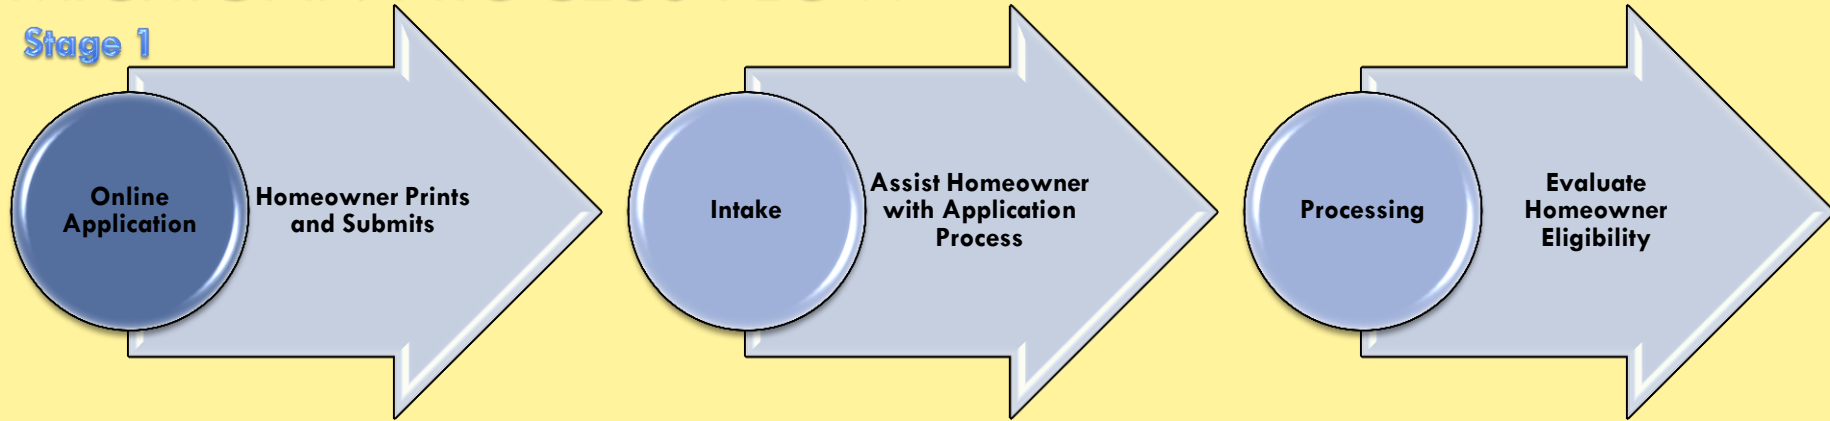 Stage 1
Online
Application
Homeowner Prints
and Submits
Intake
Assist Homeowner
with Application
Process
Processing
Evaluate
Homeowner
Eligibility